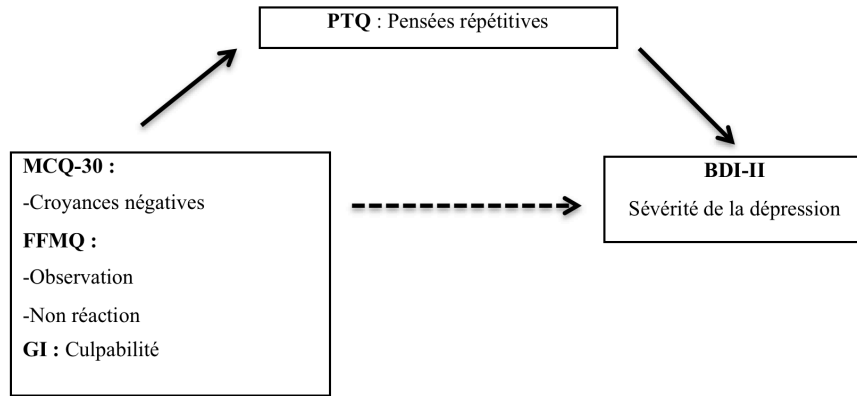 PTQ : Pensées répétitives
MCQ-30 :
-Croyances négatives
FFMQ :
-Observation
-Non réaction
GI : Culpabilité
BDI-II
Sévérité de la dépression